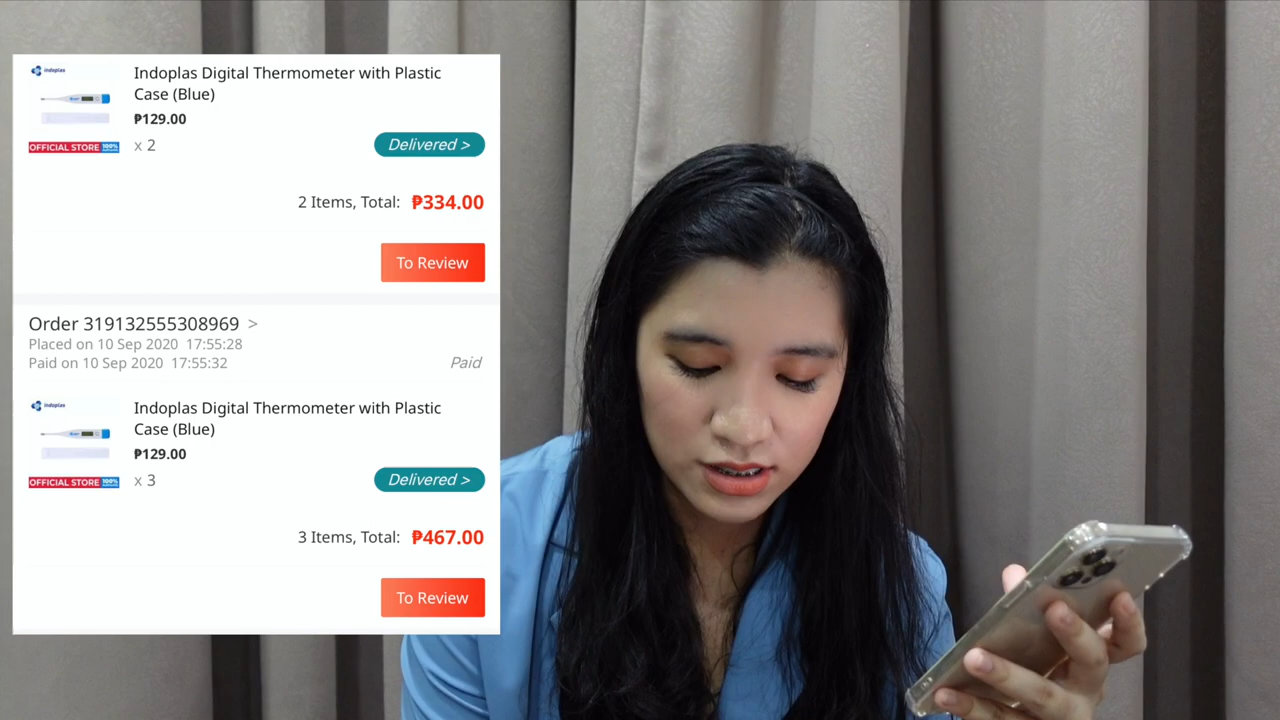 indoplas
Indoplas Digital Thermometer with Plastic
Case (Blue)
₱129.00
OFFICIAL STORE 100%
x 2
Delivered >
2 Items, Total: ₱334.00
To Review
Order 319132555308969 >
Placed on 10 Sep 2020 17:55:28
Paid on 10 Sep 2020 17:55:32
Paid
indoplas
Indoplas Digital Thermometer with Plastic
Case (Blue)
₱129.00
OFFICIAL STORE 100%
x 3
Delivered >
3 Items, Total: ₱467.00
To Review